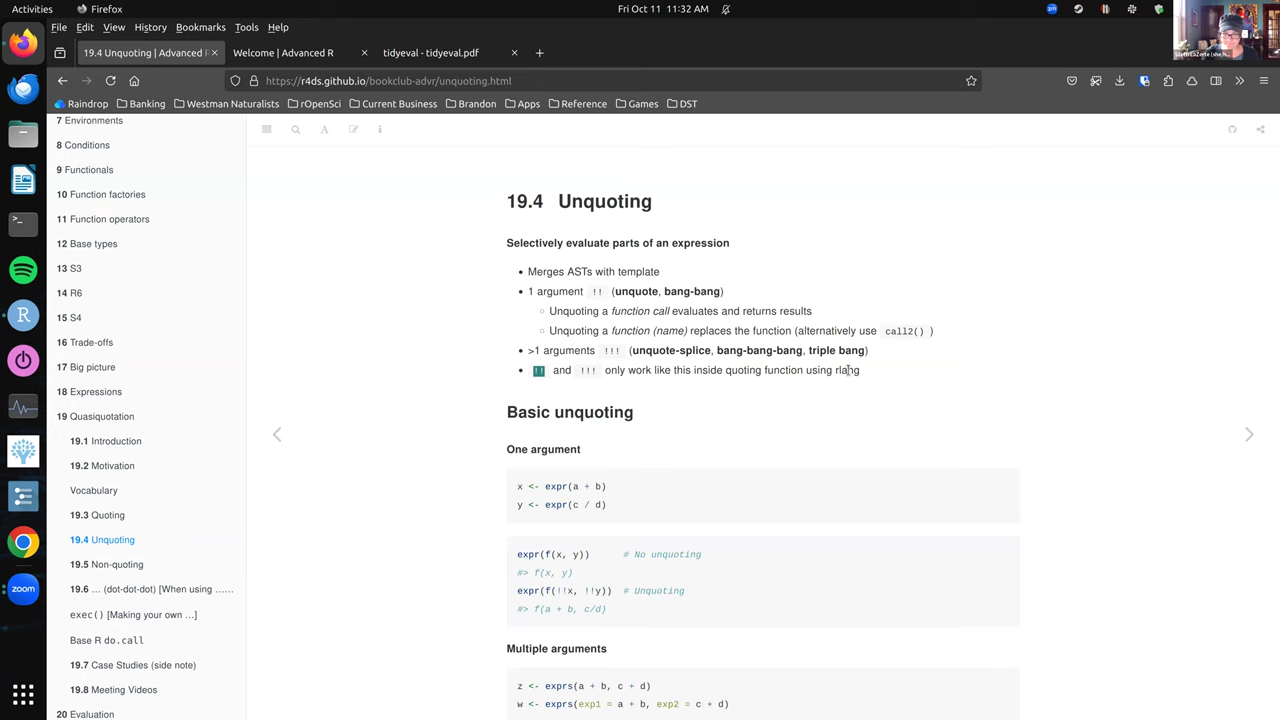 Activities
Firefox
Fri Oct 11 11:32 AM
File Edit View History Bookmarks Tools Help
19.4 Unquoting | Advanced R
Welcome | Advanced R
tidyeval - tidyeval.pdf
https://r4ds.github.io/bookclub-advr/unquoting.html
Raindrop Banking Westman Naturalists rOpenSci Current Business Brandon Apps Reference Games DST
7 Environments
8 Conditions
9 Functionals
10 Function factories
11 Function operators
12 Base types
13 S3
14 R6
15 S4
16 Trade-offs
17 Big picture
18 Expressions
19 Quasiquotation
19.1 Introduction
19.2 Motivation
Vocabulary
19.3 Quoting
19.4 Unquoting
19.5 Non-quoting
19.6 … (dot-dot-dot) [When using ……
exec() [Making your own …]
Base R do.call
19.7 Case Studies (side note)
19.8 Meeting Videos
20 Evaluation
zoom
19.4 Unquoting
Selectively evaluate parts of an expression
• Merges ASTs with template
• 1 argument !! (unquote, bang-bang)
◦ Unquoting a function call evaluates and returns results
◦ Unquoting a function (name) replaces the function (alternatively use call2() )
• >1 arguments !!! (unquote-splice, bang-bang-bang, triple bang)
• !! and !!! only work like this inside quoting function using rlang
Basic unquoting
One argument
x <- expr(a + b)
y <- expr(c / d)
expr(f(x, y)) # No unquoting
#> f(x, y)
expr(f(!!x, !!y)) # Unquoting
#> f(a + b, c/d)
Multiple arguments
z <- exprs(a + b, c + d)
w <- exprs(exp1 = a + b, exp2 = c + d)